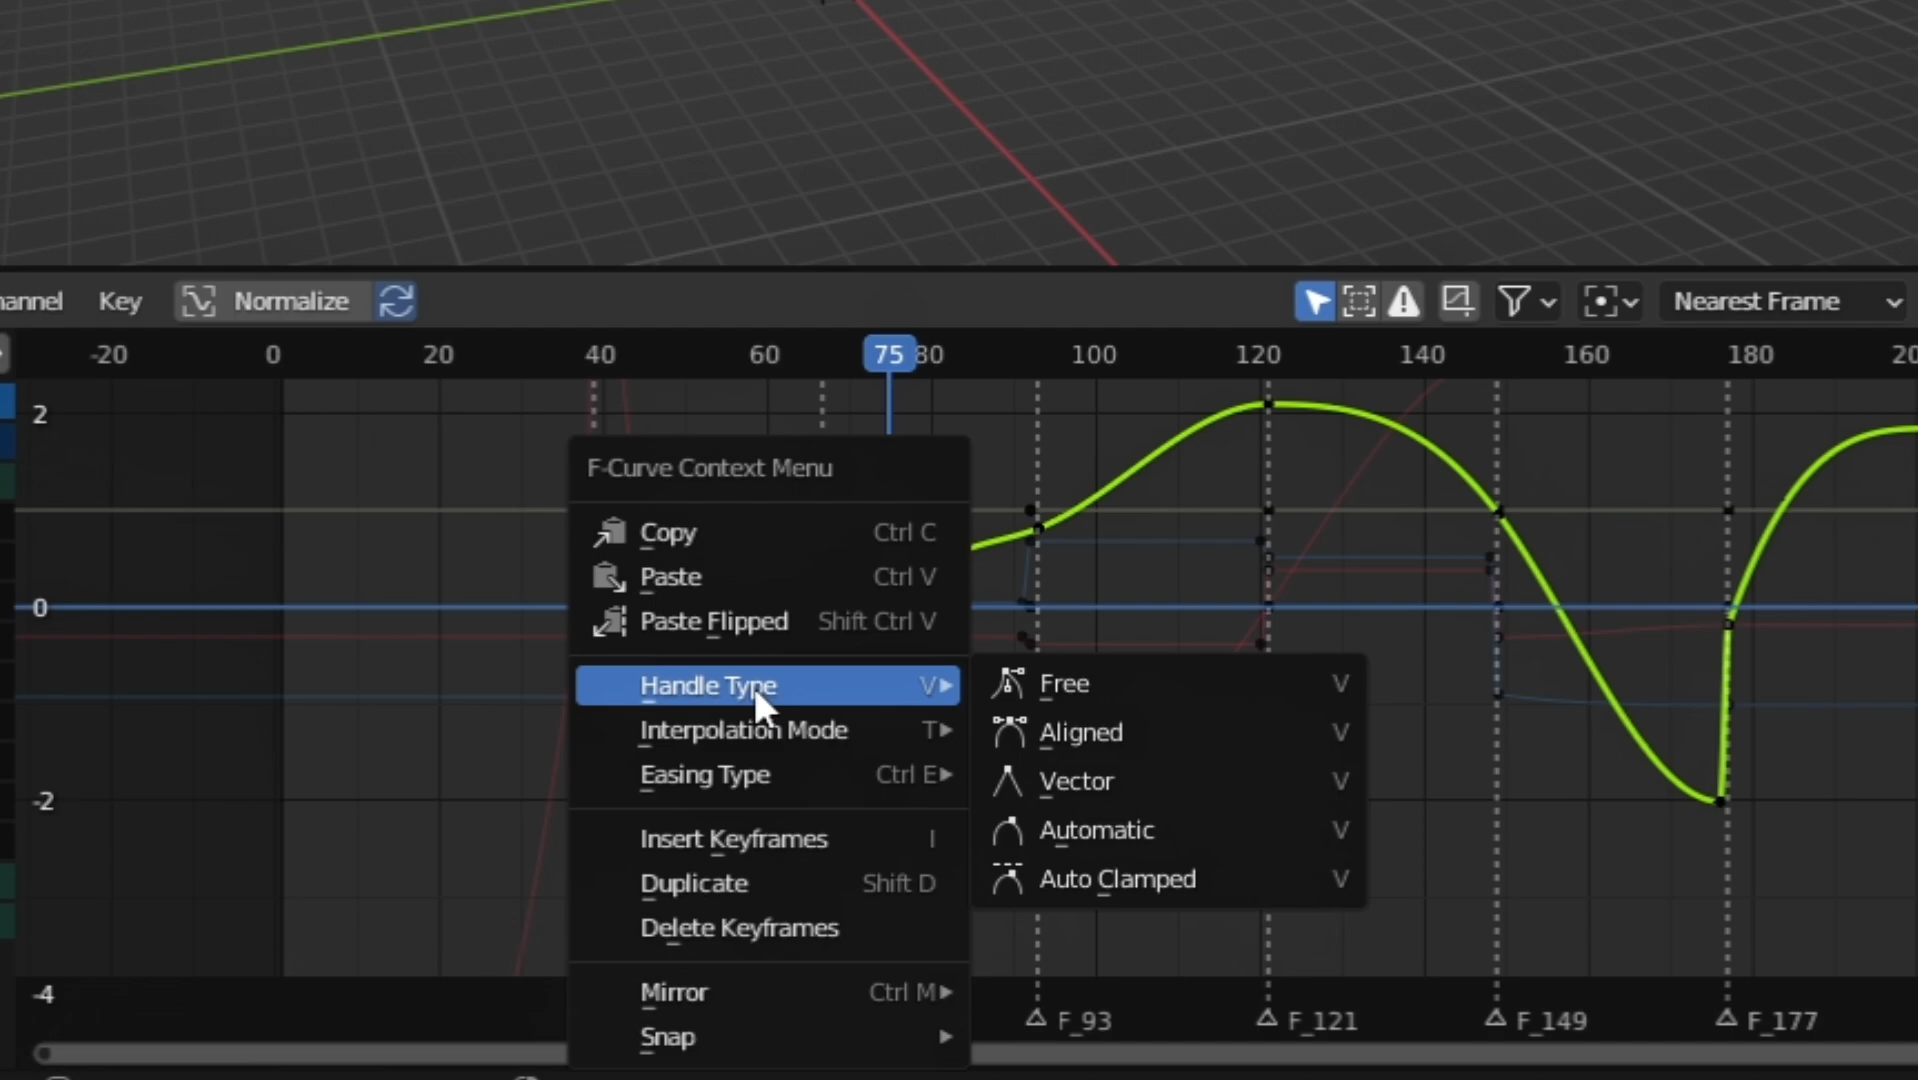 hannel Key Normalize Nearest Frame
-20 0 20 40 60 75 80 100 120 140 160 180 20
2
0
-2
-4
F-Curve Context Menu
Copy Ctrl C
Paste Ctrl V
Paste Flipped Shift Ctrl V
Handle Type V
Interpolation Mode T
Easing Type Ctrl E
Insert Keyframes I
Duplicate Shift D
Delete Keyframes
Mirror Ctrl M
Snap
Free V
Aligned V
Vector V
Automatic V
Auto Clamped V
F_93 F_121 F_149 F_177